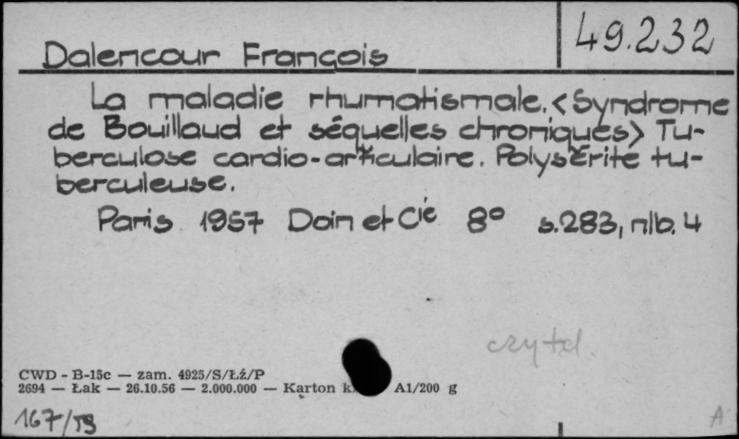 49.232
Dalencour François
La maladie rhumatismale. <Syndrome
de Bouillaud et séquelles chroniques> Tu-
berculose cardio-articulaire. Polysérite tu-
berculeuse.
Paris 1957 Doin et Cie 8° s.283, nlb. 4
czytel.
CWD - B-15c — zam. 4925/S/ŁŹ/P
2694 — Łak — 26.10.56 — 2.000.000 — Karton A1/200 g
167/59
A